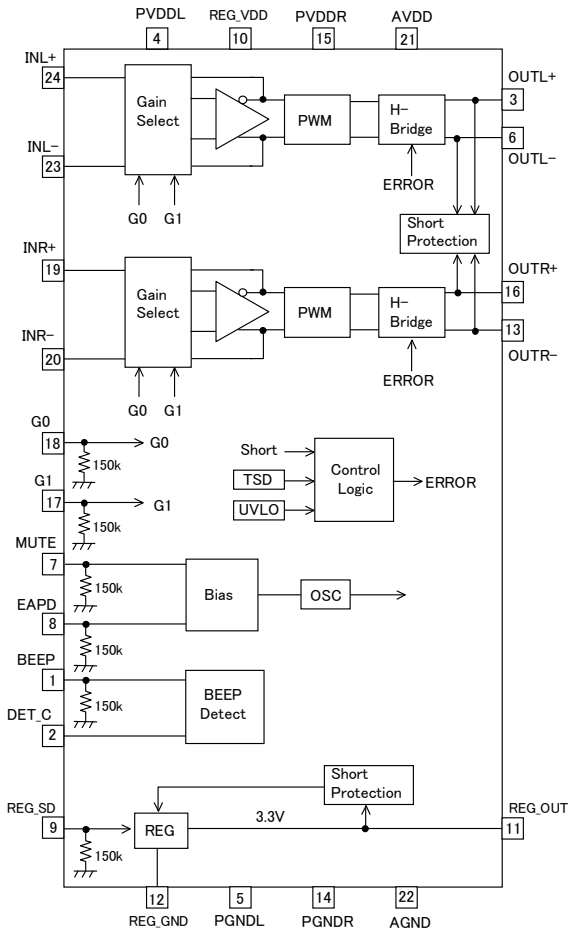 PVDDL
REG_VDD
PVDDR
AVDD
4
10
15
21
INL+
24
OUTL+
3
Gain
Select
PWM
H-
Bridge
6
OUTL-
INL-
23
ERROR
G0
G1
Short
Protection
INR+
19
OUTR+
16
Gain
Select
PWM
H-
Bridge
13
OUTR-
INR-
20
ERROR
G0
G1
G0
18
G0
150k
Short
TSD
UVLO
Control
Logic
ERROR
G1
17
G1
150k
MUTE
7
150k
Bias
OSC
EAPD
8
150k
BEEP
1
150k
BEEP
Detect
DET_C
2
Short
Protection
REG_SD
9
REG
3.3V
REG_OUT
11
150k
12
5
14
22
REG_GND
PGNDL
PGNDR
AGND